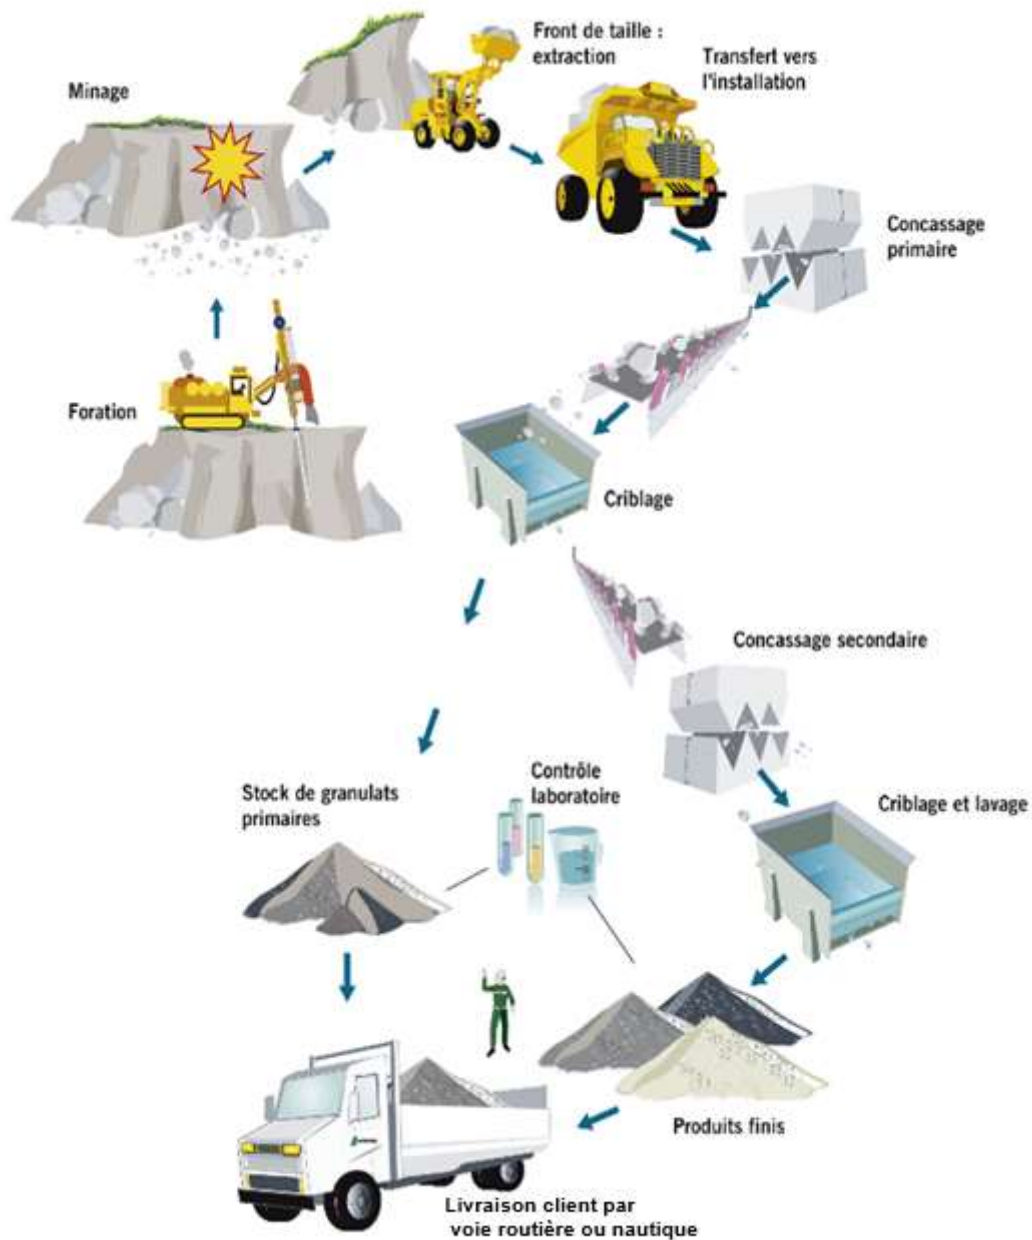 Front de taille :
extraction
Transfert vers
l'installation
Minage
Concassage
primaire
Foration
Criblage
Concassage secondaire
Contrôle
laboratoire
Stock de granulats
primaires
Criblage et lavage
Produits finis
Livraison client par
voie routière ou nautique